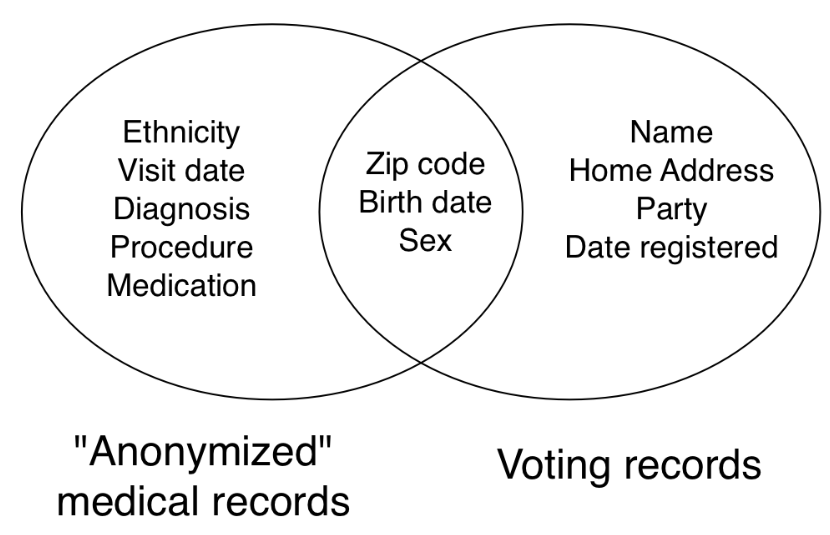 Ethnicity
Visit date
Diagnosis
Procedure
Medication
Zip code
Birth date
Sex
Name
Home Address
Party
Date registered
"Anonymized"
medical records
Voting records